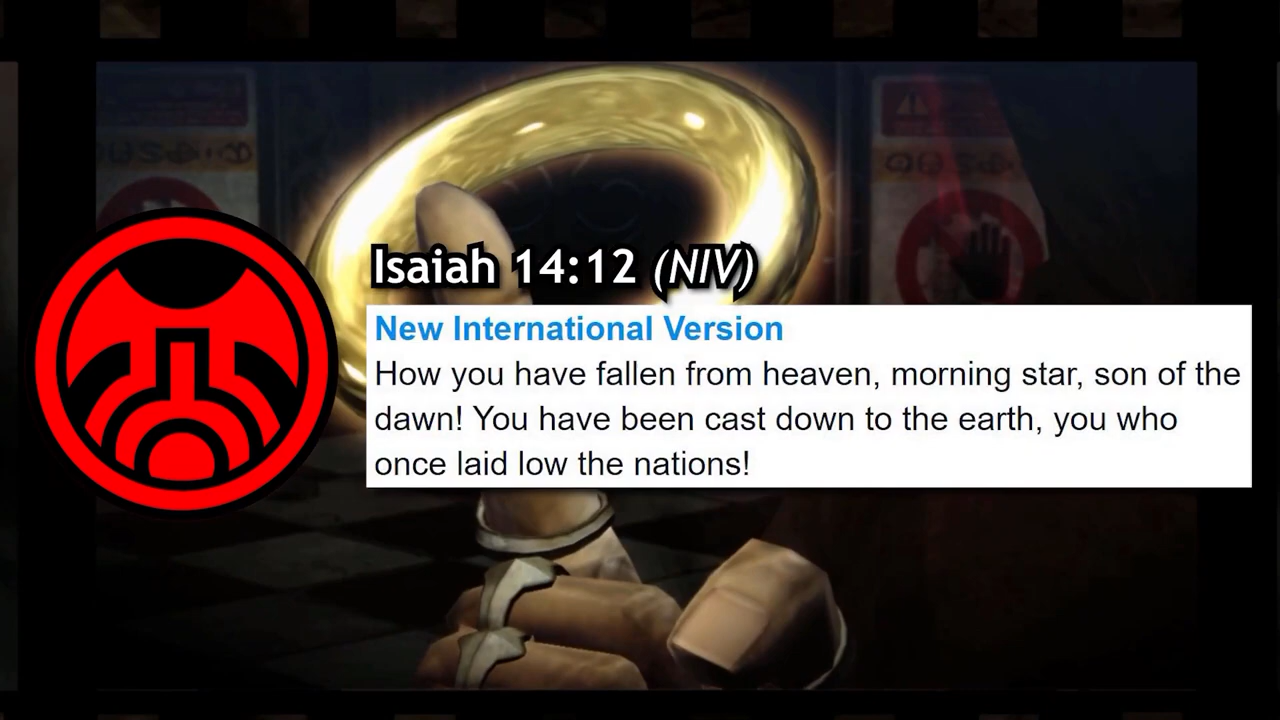 Isaiah 14:12 (NIV)
New International Version
How you have fallen from heaven, morning star, son of the
dawn! You have been cast down to the earth, you who
once laid low the nations!